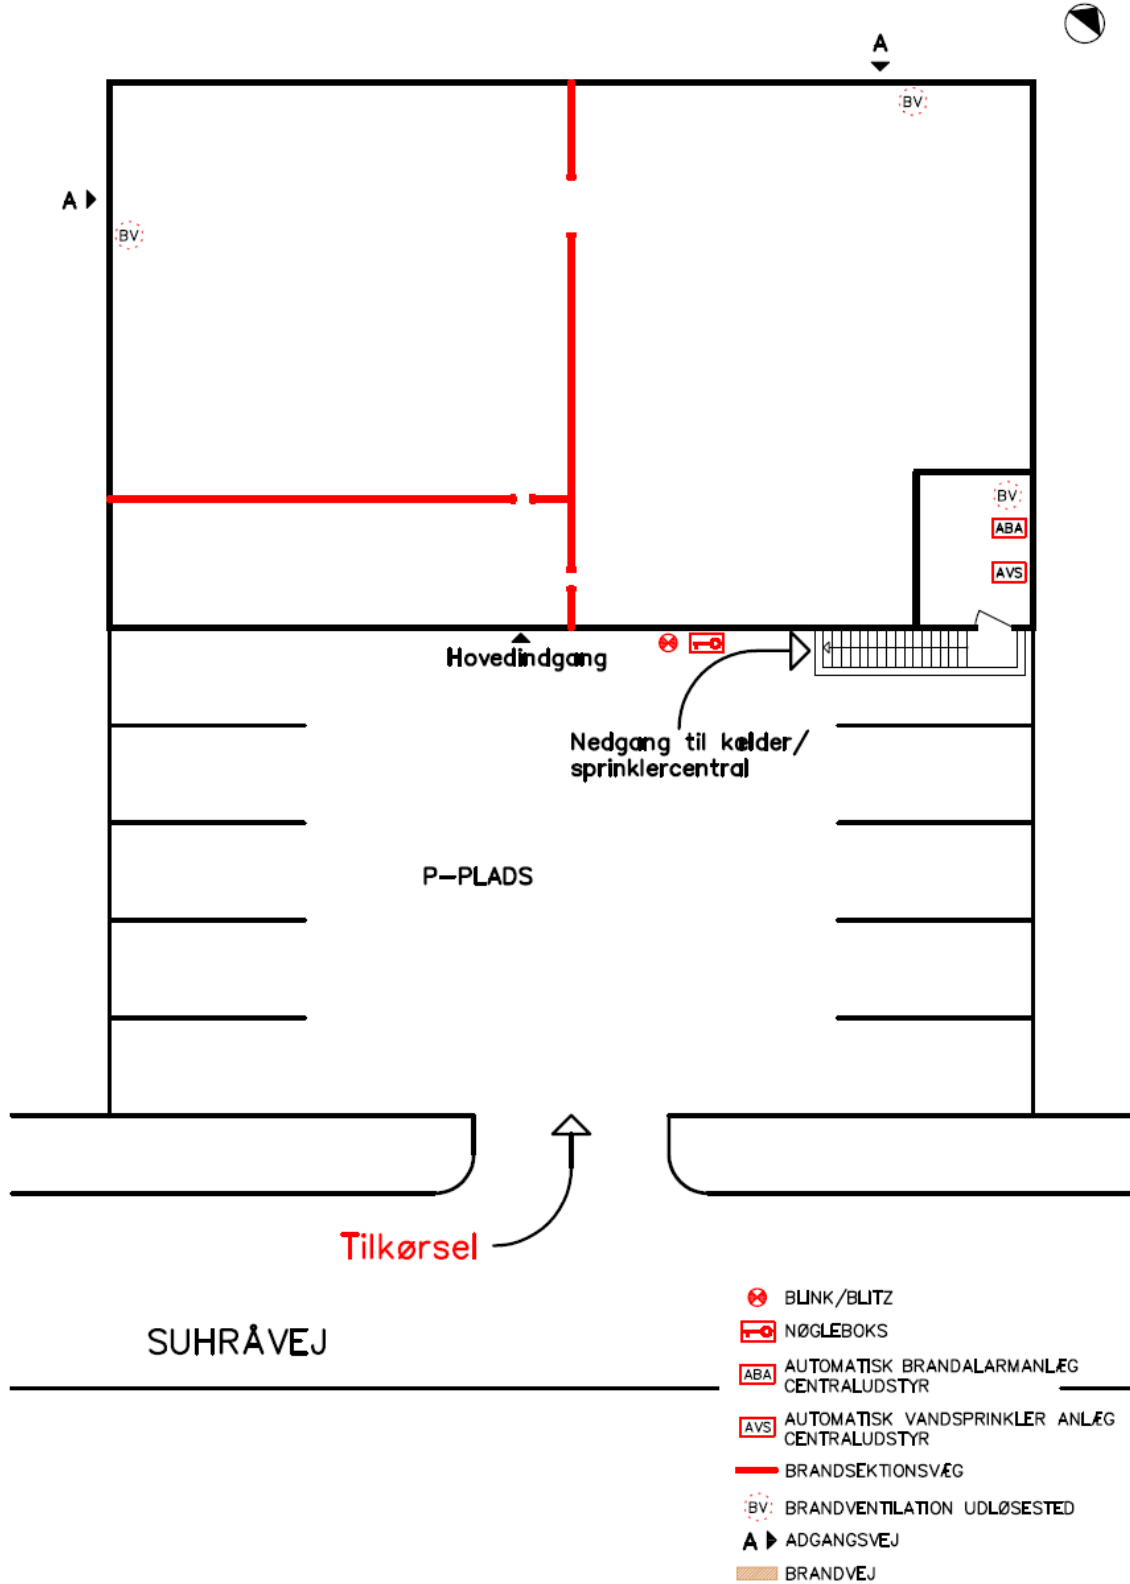 A
BV
A
BV
BV
ABA
AVS
Hovedindgang
Nedgang til kælder/
sprinklercentral
P-PLADS
Tilkørsel
SUHRÅVEJ
BLINK/BLITZ
NØGLEBOKS
ABA AUTOMATISK BRANDALARMANLÆG
CENTRALUDSTYR
AVS AUTOMATISK VANDSPRINKLER ANLÆG
CENTRALUDSTYR
BRANDSEKTIONSVÆG
BV BRANDVENTILATION UDLØSESTED
A ADGANGSVEJ
BRANDVEJ